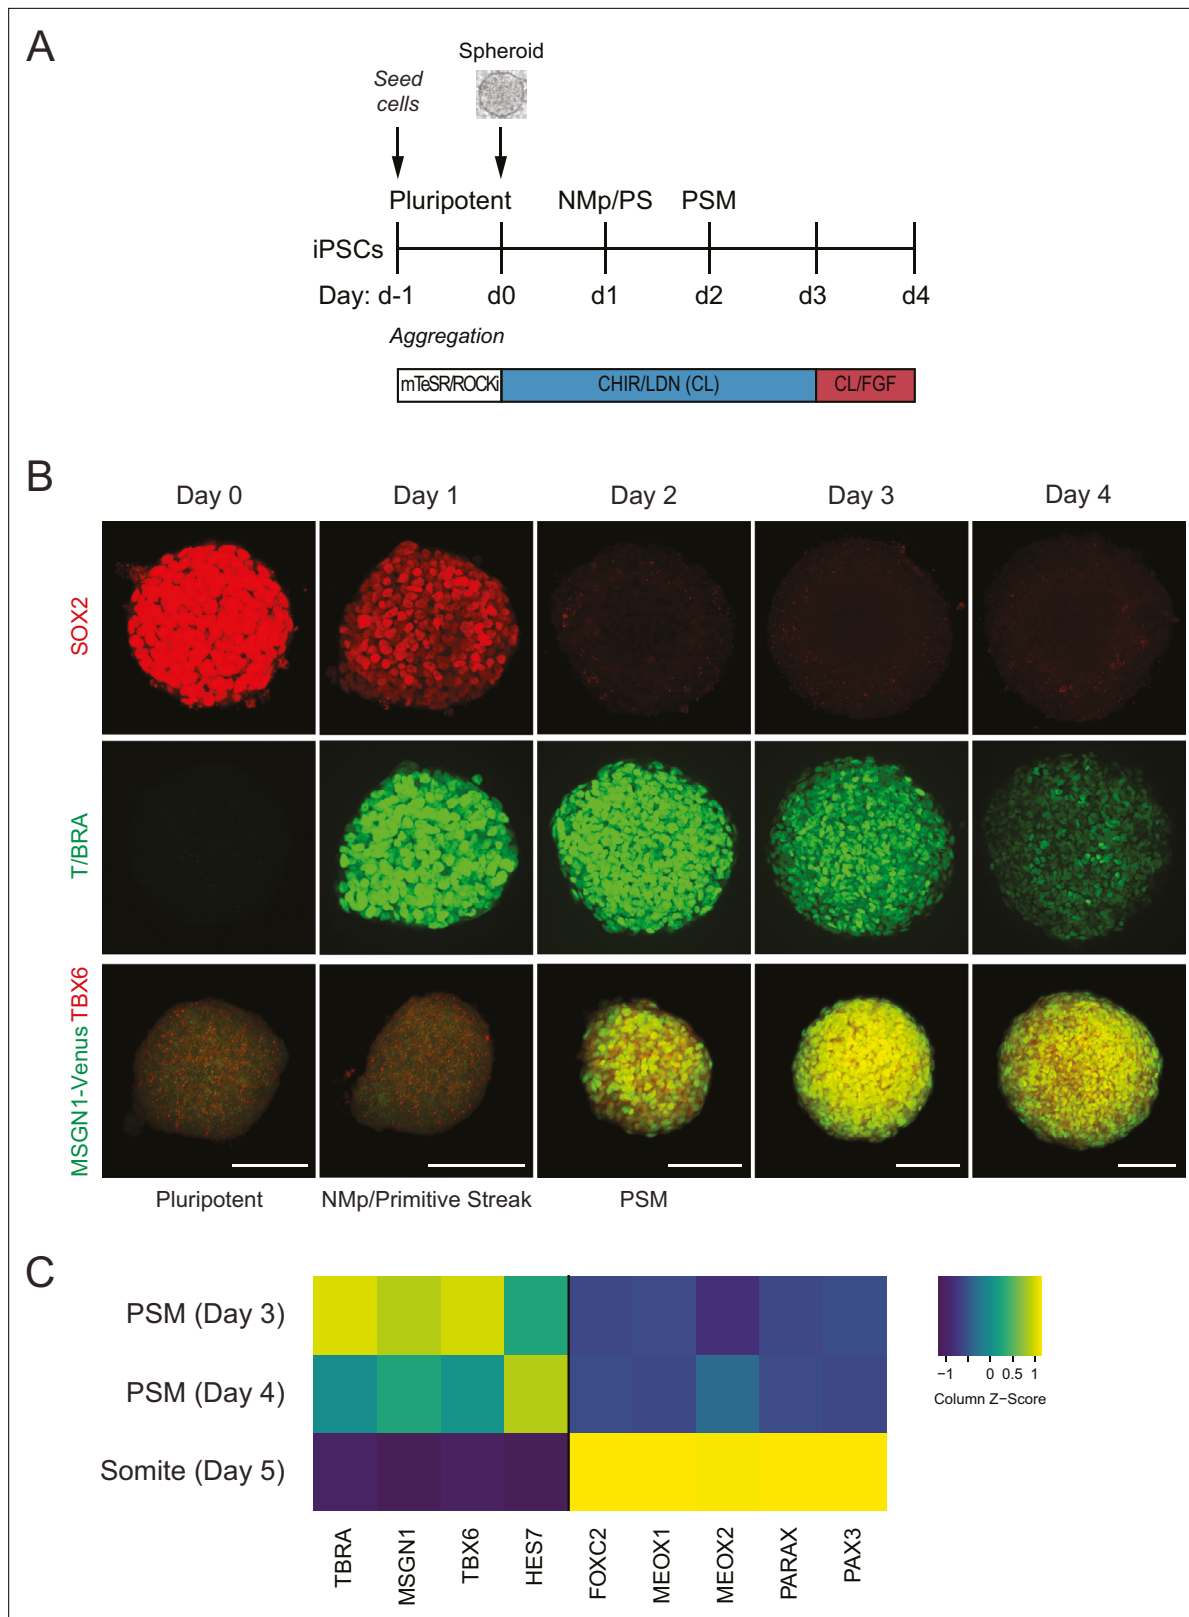 A
Spheroid
Seed
cells
Pluripotent NMp/PS PSM
iPSCs
Day: d-1 d0 d1 d2 d3 d4
Aggregation
mTeSR/ROCKi CHIR/LDN (CL) CL/FGF
B
Day 0 Day 1 Day 2 Day 3 Day 4
SOX2
T/BRA
MSGN1-Venus TBX6
Pluripotent NMp/Primitive Streak PSM
C
PSM (Day 3)
PSM (Day 4)
Somite (Day 5)
−1 0 0.5 1
Column Z−Score
TBRA MSGN1 TBX6 HES7 FOXC2 MEOX1 MEOX2 PARAX PAX3